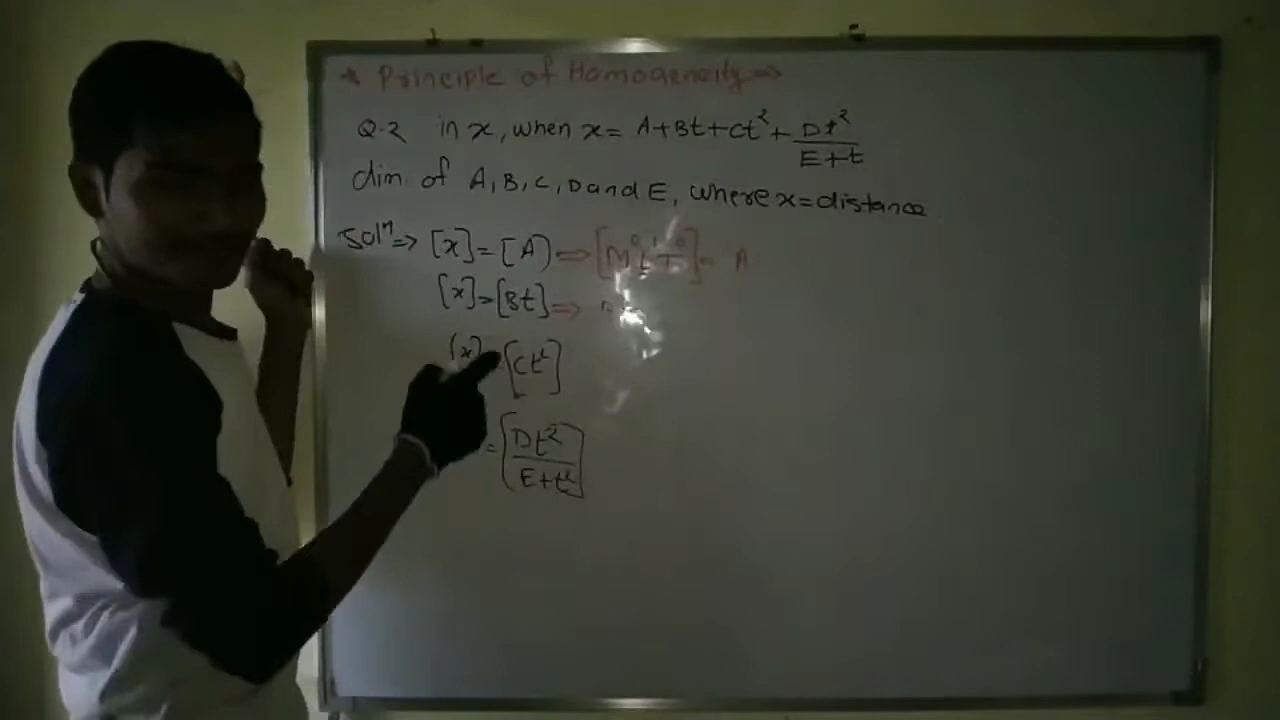 * Principle of Homogeneity ⇒
Q.2 in x, when x = A+Bt+Ct²+ Dt²/E+t
dim. of A, B, C, D and E, where x = distance
Solⁿ ⇒ [x] = [A] ⇒ [M⁰L¹T⁰] = A
[x] = [Bt] ⇒
[x] = [Ct²]
= [Dt²/E+t²]